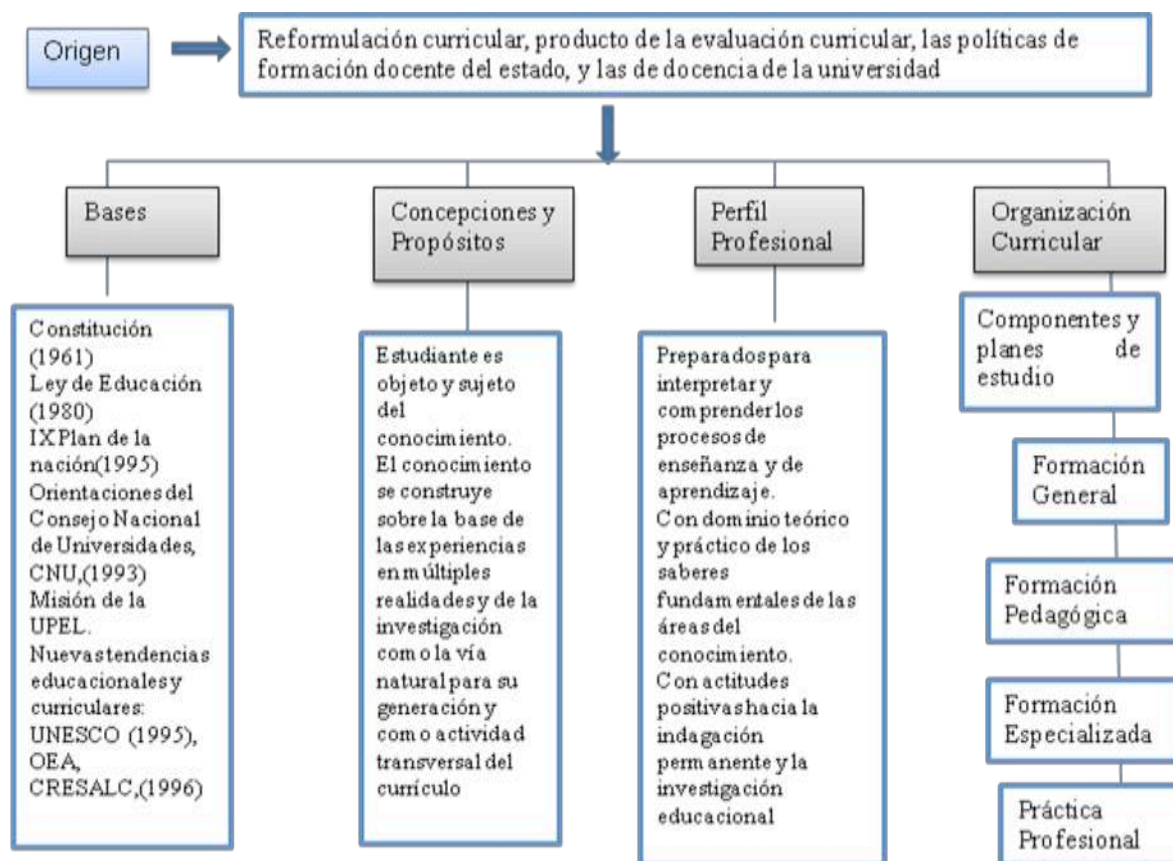 Origen
Reformulación curricular, producto de la evaluación curricular, las políticas de
formación docente del estado, y las de docencia de la universidad
Bases
Constitución
(1961)
Ley de Educación
(1980)
IX Plan de la
nación(1995)
Orientaciones del
Consejo Nacional
de Universidades,
CNU,(1993)
Misión de la
UPEL.
Nuevas tendencias
educacionales y
curriculares:
UNESCO (1995),
OEA,
CRESALC,(1996)
Concepciones y
Propósitos
Estudiante es
objeto y sujeto
del
conocimiento.
El conocimiento
se construye
sobre la base de
las experiencias
en múltiples
realidades y de la
investigación
como la vía
natural para su
generación y
como actividad
transversal del
currículo
Perfil
Profesional
Preparados para
interpretar y
comprender los
procesos de
enseñanza y de
aprendizaje.
Con dominio teórico
y práctico de los
saberes
fundamentales de las
áreas del
conocimiento.
Con actitudes
positivas hacia la
indagación
permanente y la
investigación
educacional
Organización
Curricular
Componentes y
planes de
estudio
Formación
General
Formación
Pedagógica
Formación
Especializada
Práctica
Profesional